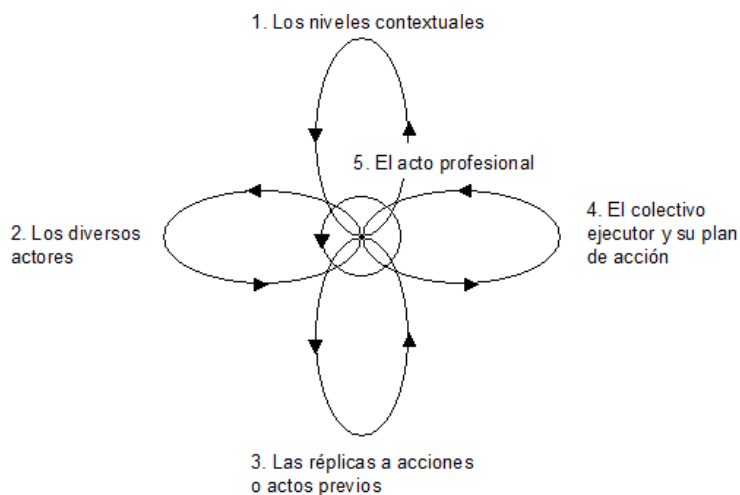 1. Los niveles contextuales
5. El acto profesional
2. Los diversos
actores
4. El colectivo
ejecutor y su plan
de acción
3. Las réplicas a acciones
o actos previos